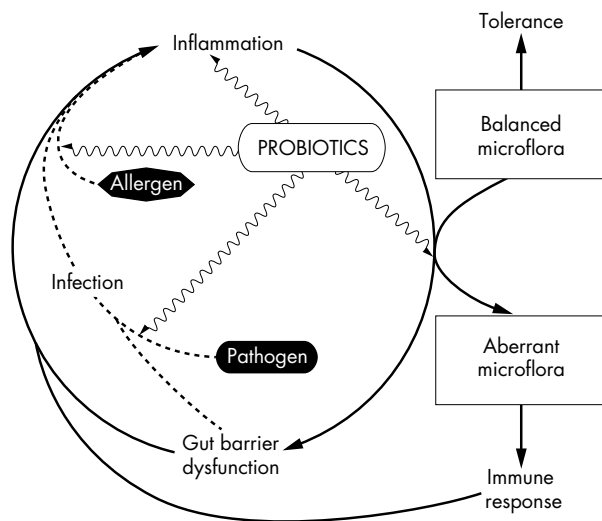 Tolerance
Inflammation
Balanced
microflora
PROBIOTICS
Allergen
Infection
Pathogen
Aberrant
microflora
Gut barrier
dysfunction
Immune
response